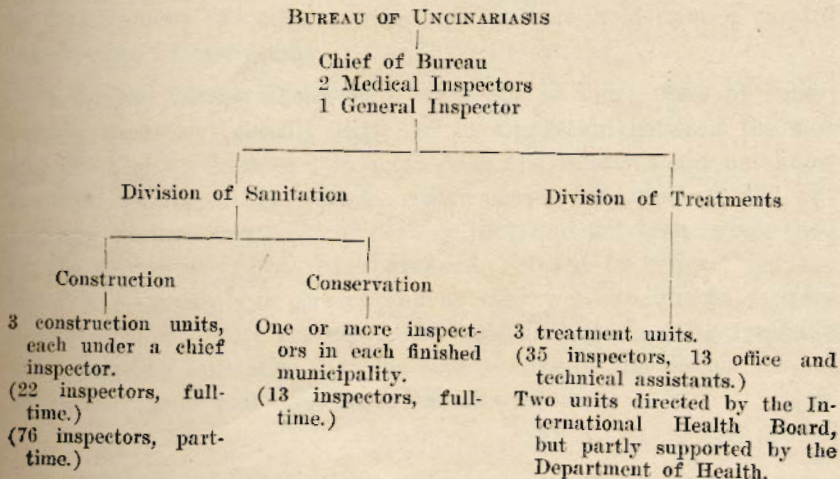 BUREAU OF UNCINARIASIS
Chief of Bureau
2 Medical Inspectors
1 General Inspector
Division of Sanitation
Division of Treatments
Construction
Conservation
3 construction units,
each under a chief
inspector.
(22 inspectors, full-
time.)
(76 inspectors, part-
time.)
One or more inspect-
ors in each finished
municipality.
(13 inspectors, full-
time.)
3 treatment units.
(35 inspectors, 13 office and
technical assistants.)
Two units directed by the In-
ternational Health Board,
but partly supported by the
Department of Health.